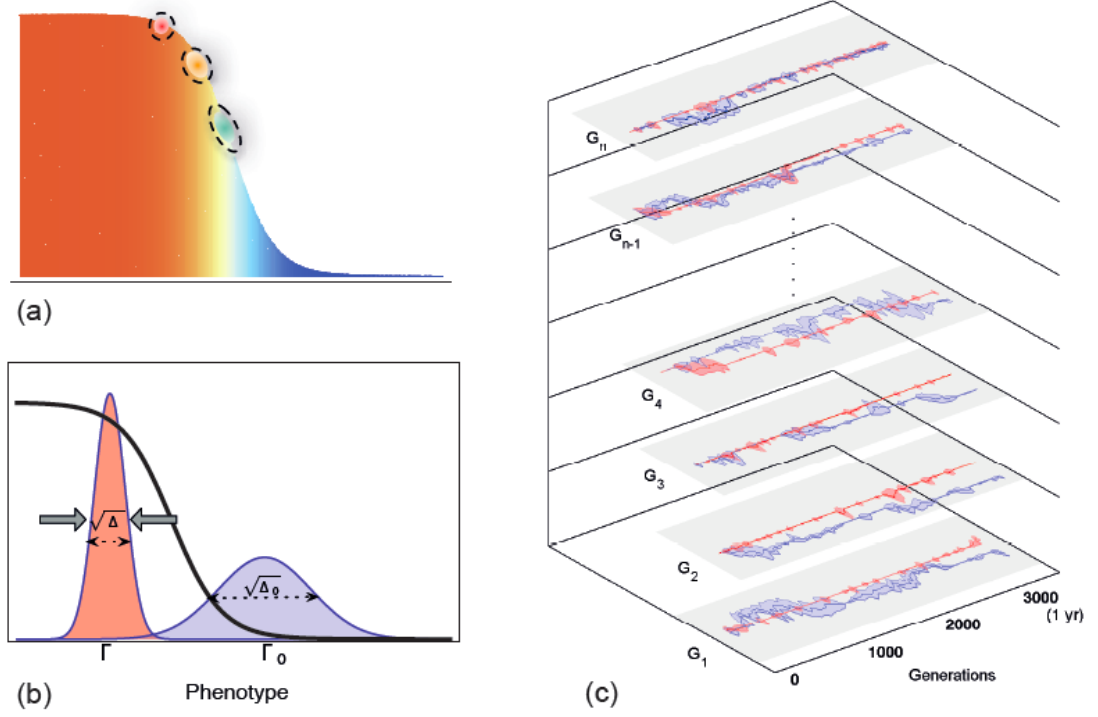 (a)
√Δ
√Δ₀
Γ
Γ₀
Phenotype
(b)
Gₙ
Gₙ₋₁
G₄
G₃
G₂
G₁
0
1000
2000
3000
(1 yr)
Generations
(c)